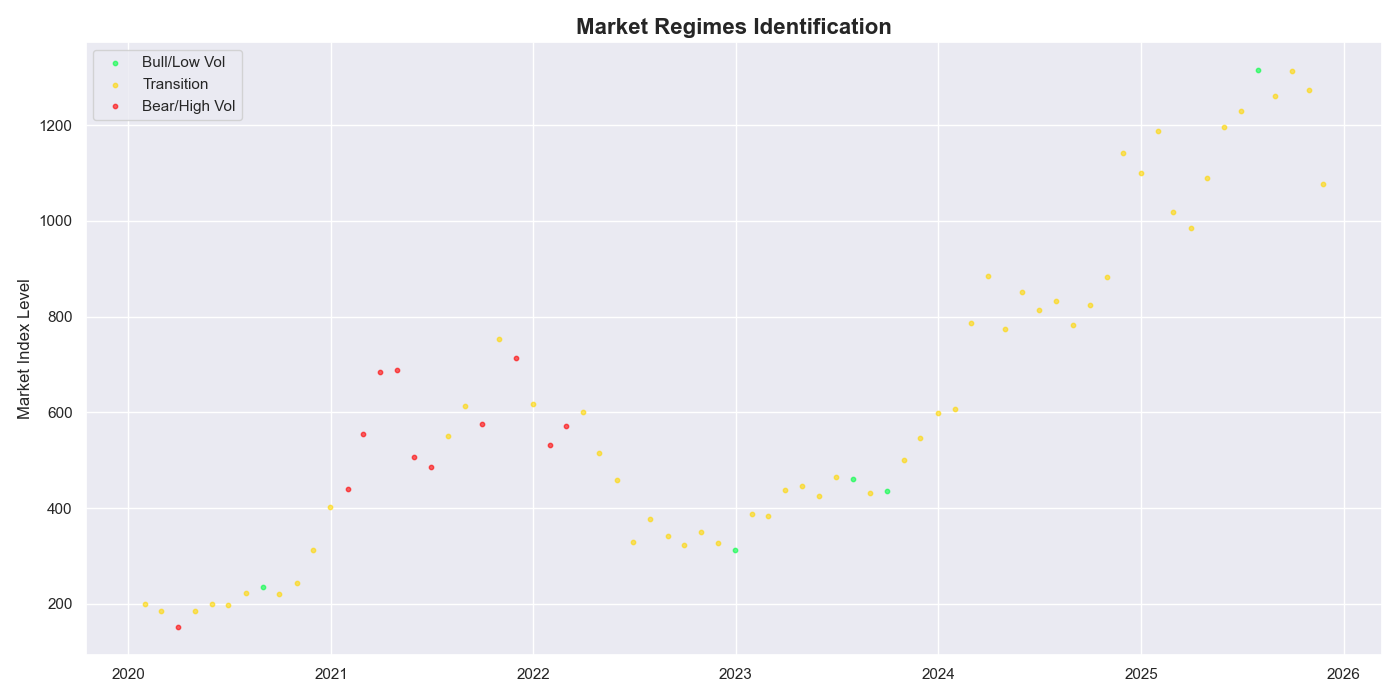 Market Regimes Identification
Bull/Low Vol
Transition
Bear/High Vol
Market Index Level
1200
1000
800
600
400
200
2020 2021 2022 2023 2024 2025 2026